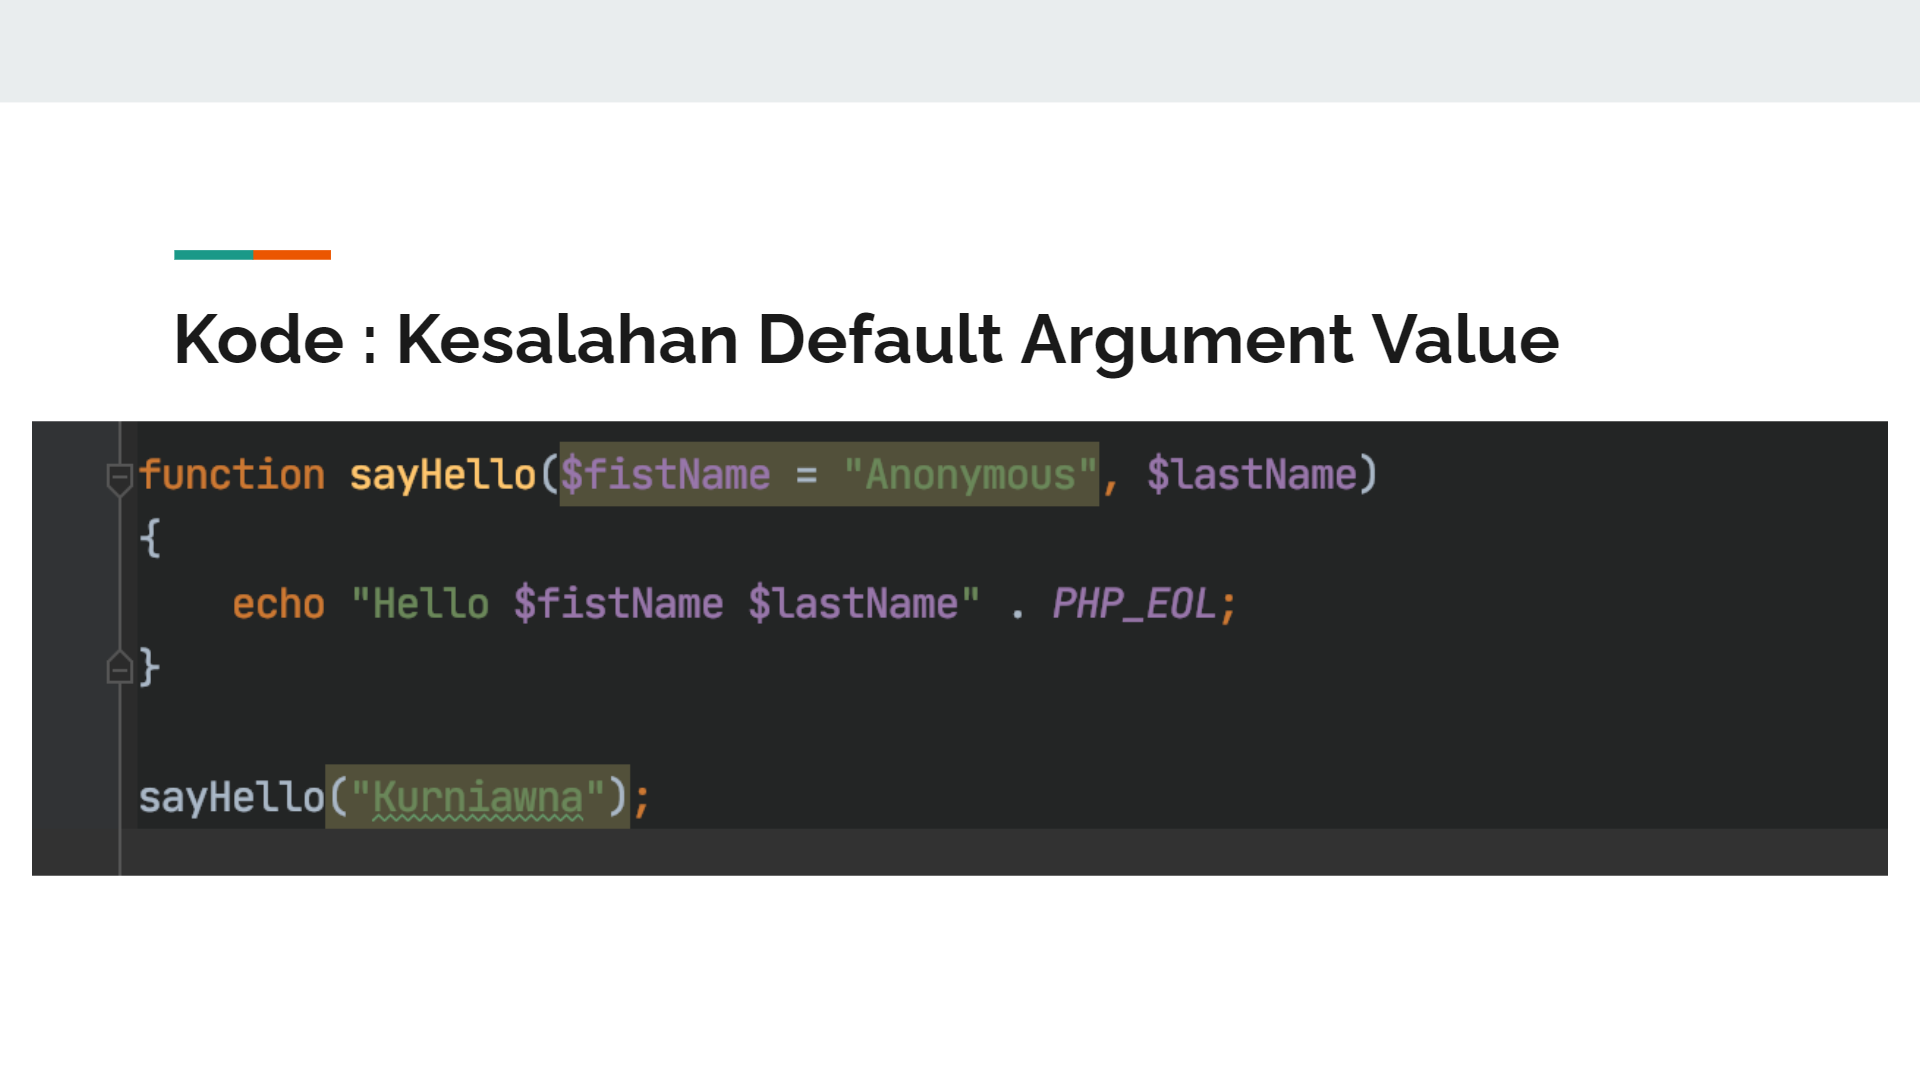 Kode : Kesalahan Default Argument Value
function sayHello($fistName = "Anonymous", $lastName)
{
    echo "Hello $fistName $lastName" . PHP_EOL;
}
sayHello("Kurniawna");